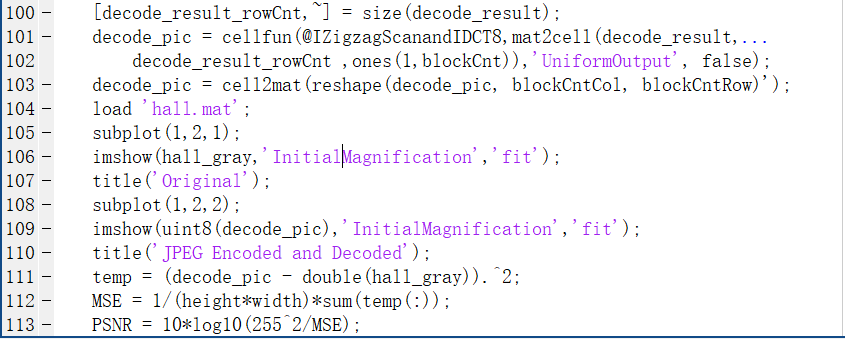 100 - [decode_result_rowCnt,~] = size(decode_result);
101 - decode_pic = cellfun(@IZigzagScanandIDCT8,mat2cell(decode_result,...
102 decode_result_rowCnt ,ones(1,blockCnt)),'UniformOutput', false);
103 - decode_pic = cell2mat(reshape(decode_pic, blockCntCol, blockCntRow)');
104 - load 'hall.mat';
105 - subplot(1,2,1);
106 - imshow(hall_gray,'InitialMagnification','fit');
107 - title('Original');
108 - subplot(1,2,2);
109 - imshow(uint8(decode_pic),'InitialMagnification','fit');
110 - title('JPEG Encoded and Decoded');
111 - temp = (decode_pic - double(hall_gray)).^2;
112 - MSE = 1/(height*width)*sum(temp(:));
113 - PSNR = 10*log10(255^2/MSE);